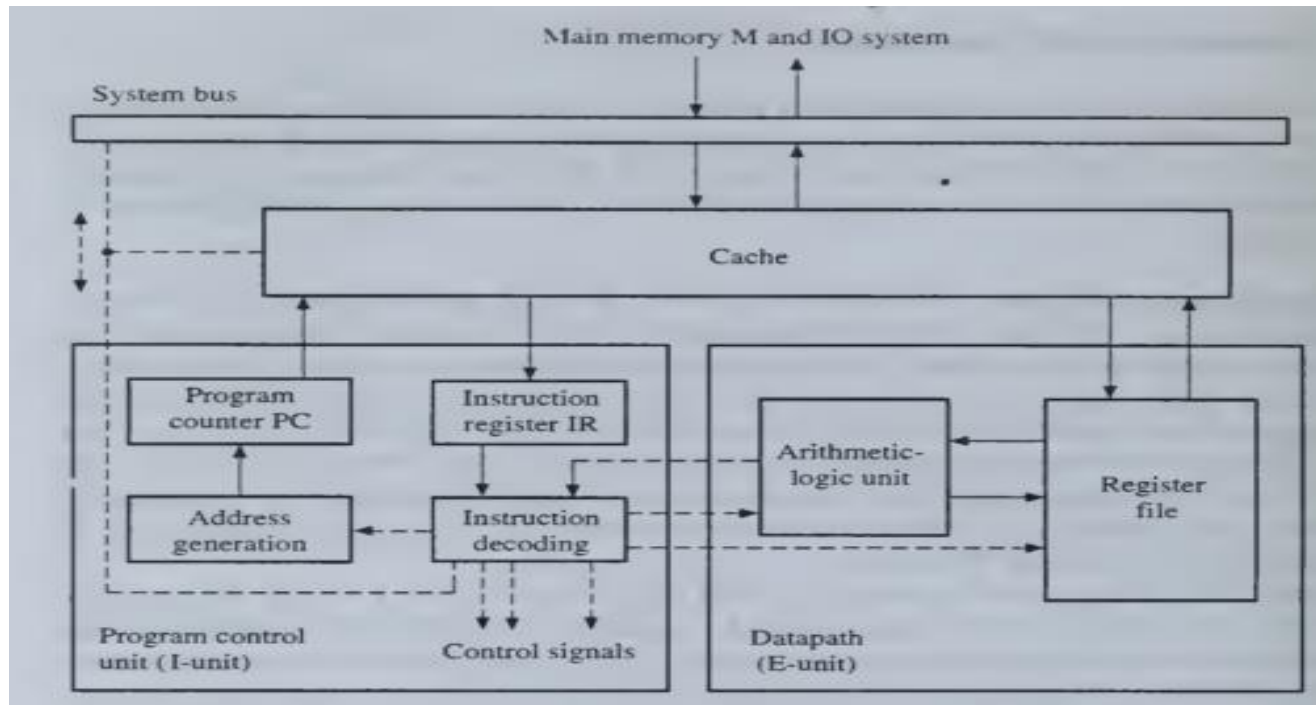 Main memory M and IO system
System bus
Cache
Program
counter PC
Instruction
register IR
Arithmetic-
logic unit
Register
file
Address
generation
Instruction
decoding
Program control
unit (I-unit)
Control signals
Datapath
(E-unit)